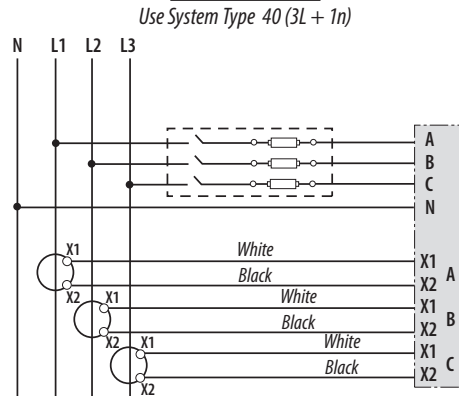 Use System Type 40 (3L + 1n)
N L1 L2 L3
A
B
C
N
X1 White X1
X2 Black X2 A
X1 White X1
X2 Black X2 B
X1 White X1
X2 Black X2 C